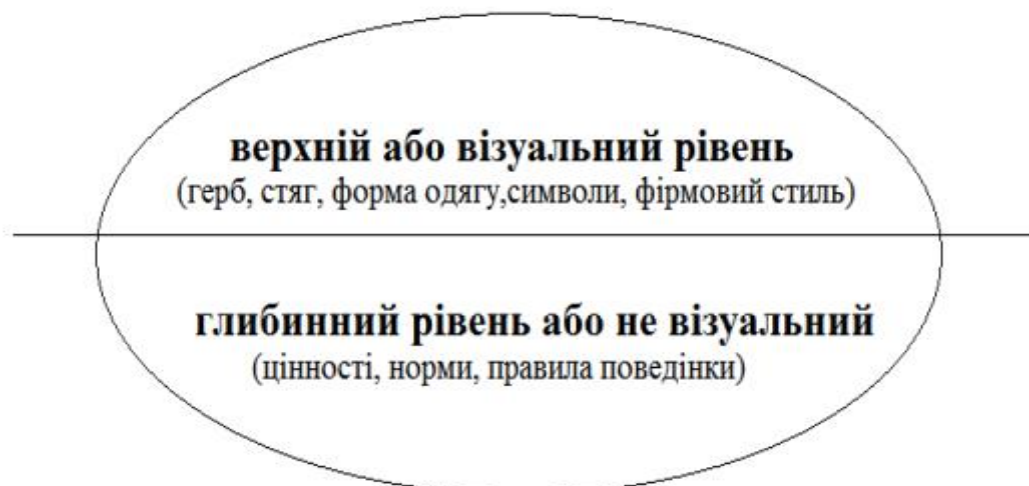 верхній або візуальний рівень
(герб, стяг, форма одягу,символи, фірмовий стиль)
глибинний рівень або не візуальний
(цінності, норми, правила поведінки)